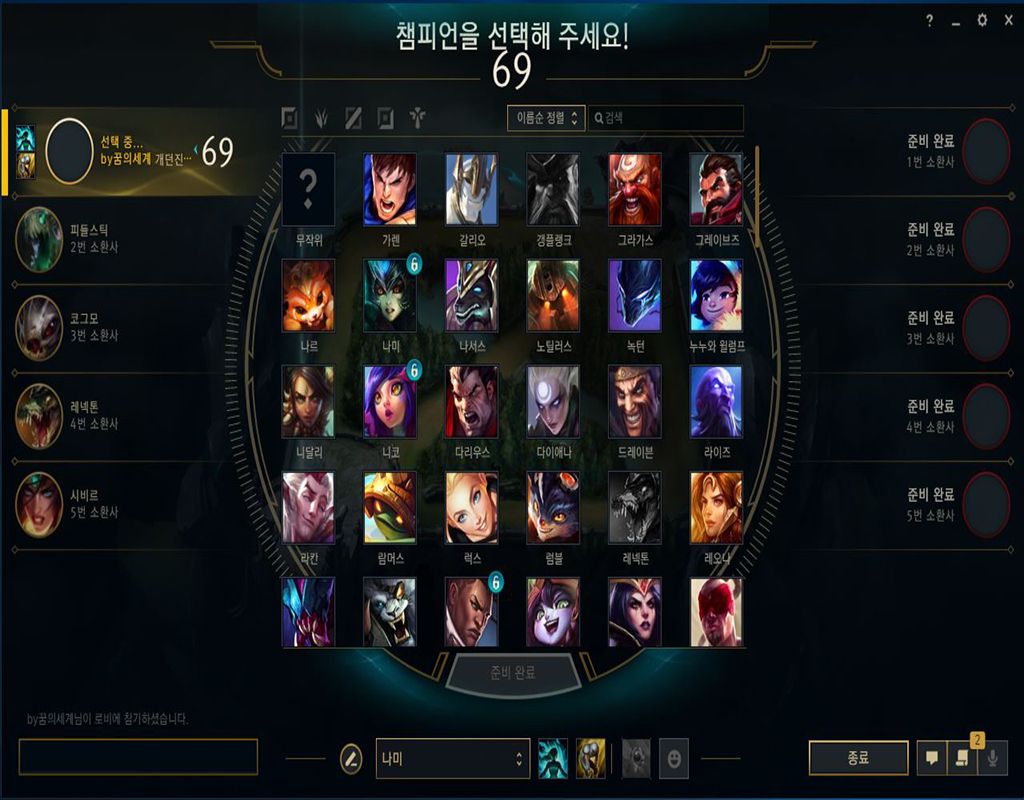 챔피언을 선택해 주세요!
69
이름순 정렬
검색
선택 중...
by꿈의세계 개던진…
69
피들스틱
2번 소환사
코그모
3번 소환사
레넥톤
4번 소환사
시비르
5번 소환사
무작위 가렌 갈리오 갱플랭크 그라가스 그레이브즈
6
나르 나미 나서스 노틸러스 녹턴 누누와 윌럼프
6
니달리 니코 다리우스 다이애나 드레이븐 라이즈
라칸 람머스 럭스 럼블 레넥톤 레오나
6
준비 완료
1번 소환사
준비 완료
2번 소환사
준비 완료
3번 소환사
준비 완료
4번 소환사
준비 완료
5번 소환사
준비 완료
by꿈의세계님이 로비에 참가하셨습니다.
나미
종료
2